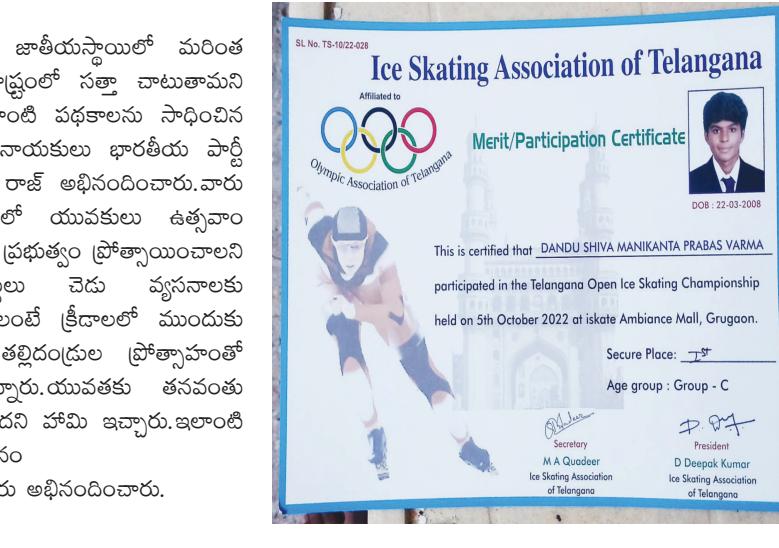 జాతీయస్థాయిలో మరింత
సత్తా చాటుతామని
పథకాలను సాధించిన
నాయకులు భారతీయ పార్టీ
రాజ్ అభినందించారు.వారు
యువకులు ఉత్సవాం
ప్రభుత్వం ప్రోత్సాయించాలని
చెడు వ్యసనాలకు
క్రీడాలలో ముందుకు
తల్లిదండ్రుల ప్రోత్సాహంతో
యువతకు తనవంతు
హామి ఇచ్చారు.ఇలాంటి
అభినందించారు.
SL No. TS-10/22-028
Ice Skating Association of Telangana
Affiliated to
Olympic Association of Telangana
Merit/Participation Certificate
DOB : 22-03-2008
This is certified that DANDU SHIVA MANIKANTA PRABAS VARMA
participated in the Telangana Open Ice Skating Championship
held on 5th October 2022 at iskate Ambiance Mall, Grugaon.
Secure Place: Ist
Age group : Group - C
Secretary
M A Quadeer
Ice Skating Association
of Telangana
President
D Deepak Kumar
Ice Skating Association
of Telangana